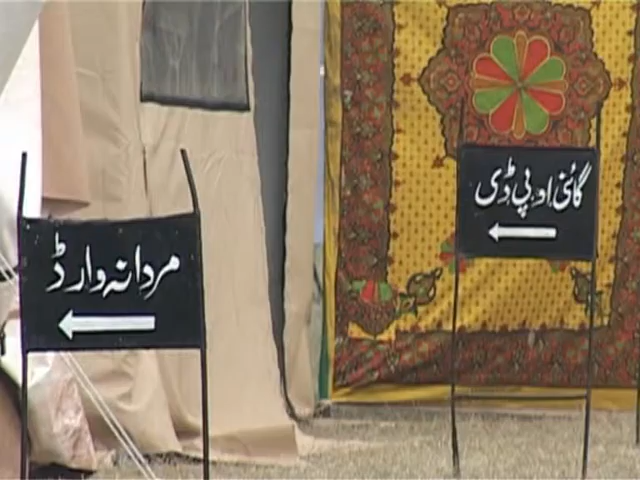 مردانہ وارڈ
گائنی او پی ڈی